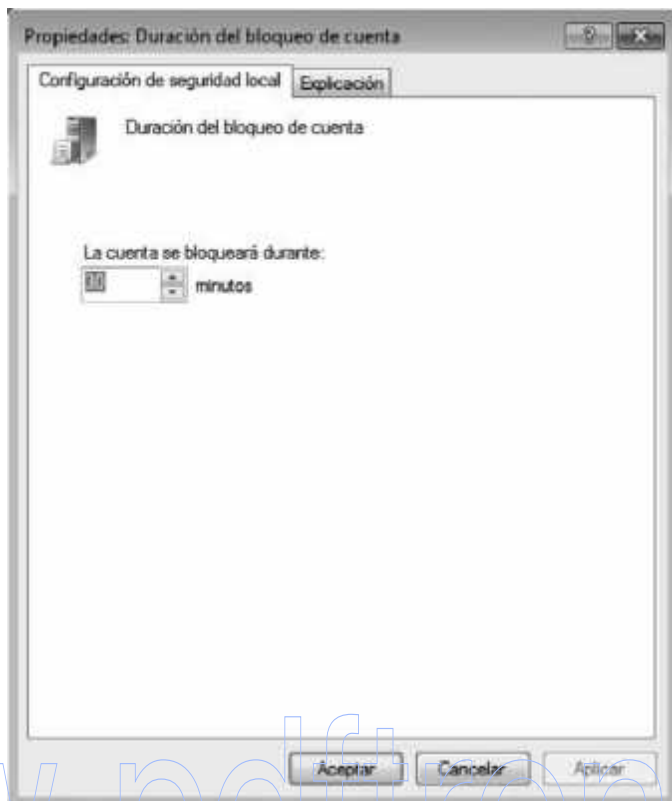 Propiedades: Duración del bloqueo de cuenta
Configuración de seguridad local
Explicación
Duración del bloqueo de cuenta
La cuenta se bloqueará durante:
minutos
Aceptar
Cancelar
Aplicar